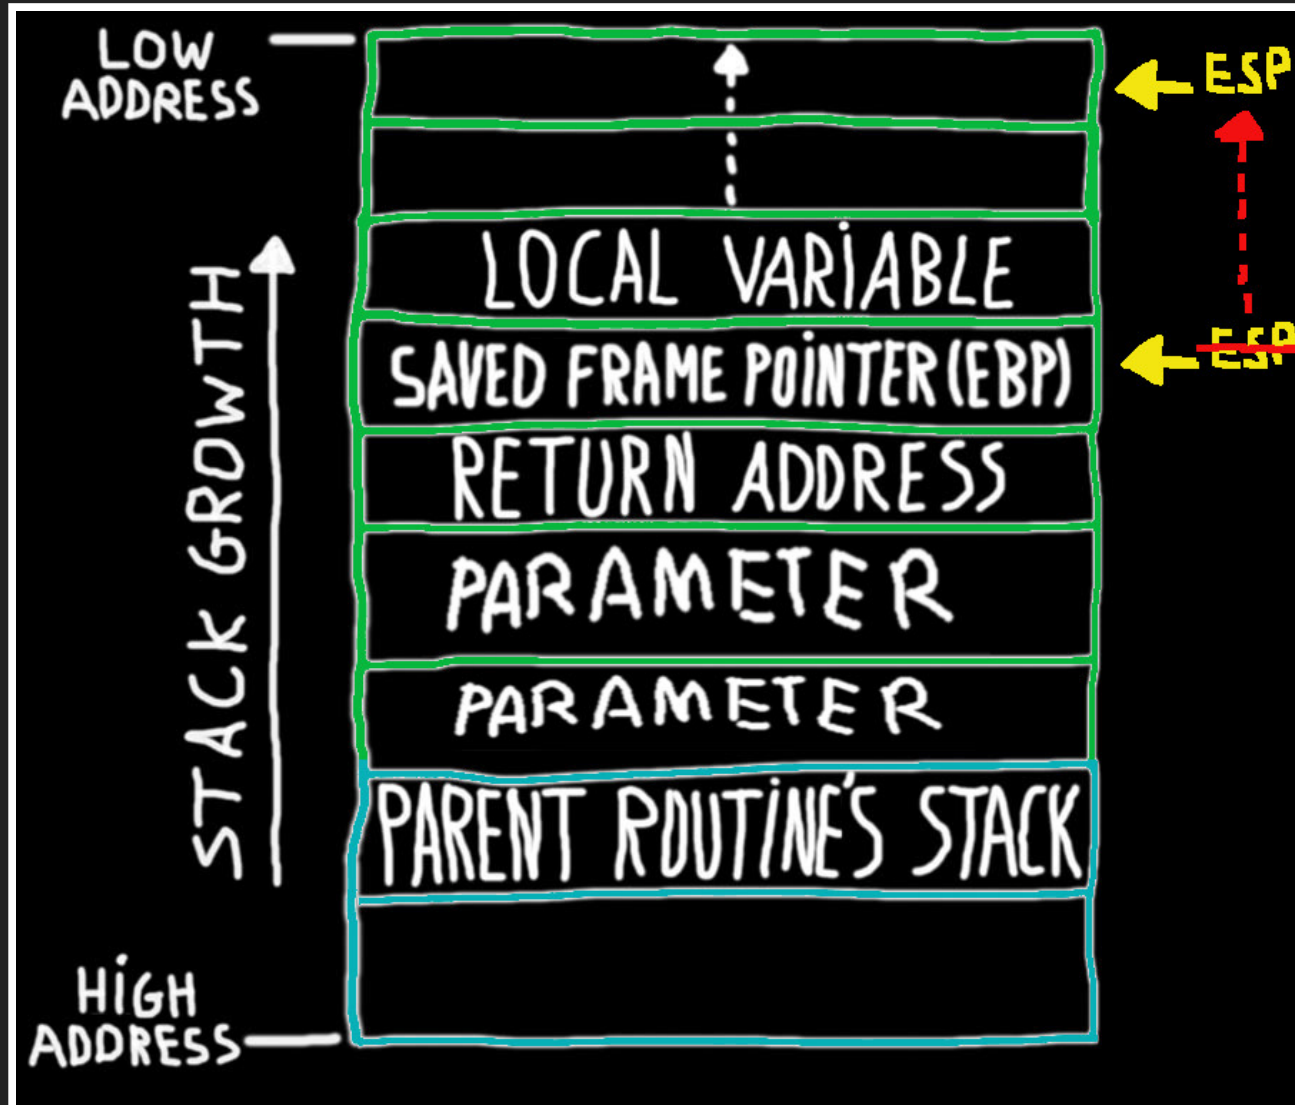 LOW
ADDRESS
ESP
LOCAL VARIABLE
SAVED FRAME POINTER(EBP)
ESP
RETURN ADDRESS
PARAMETER
PARAMETER
PARENT ROUTINE'S STACK
STACK GROWTH
HIGH
ADDRESS